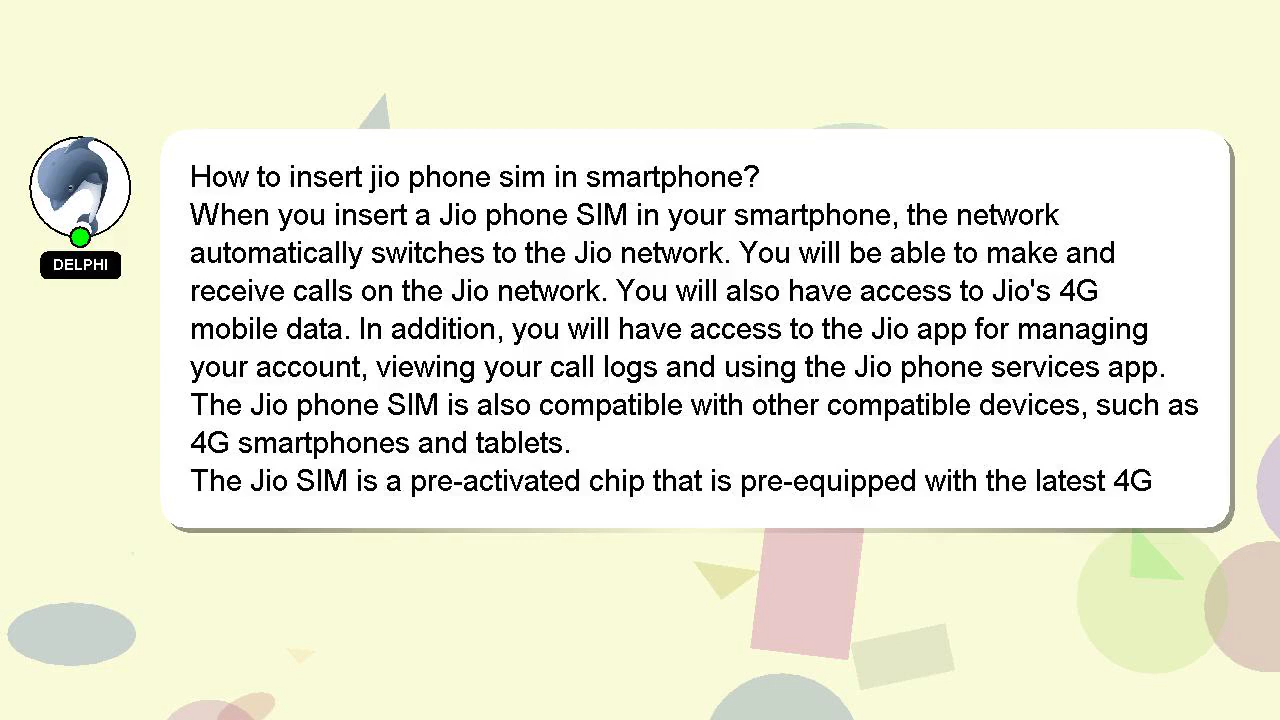 How to insert jio phone sim in smartphone?
When you insert a Jio phone SIM in your smartphone, the network
automatically switches to the Jio network. You will be able to make and
receive calls on the Jio network. You will also have access to Jio's 4G
mobile data. In addition, you will have access to the Jio app for managing
your account, viewing your call logs and using the Jio phone services app.
The Jio phone SIM is also compatible with other compatible devices, such as
4G smartphones and tablets.
The Jio SIM is a pre-activated chip that is pre-equipped with the latest 4G
DELPHI